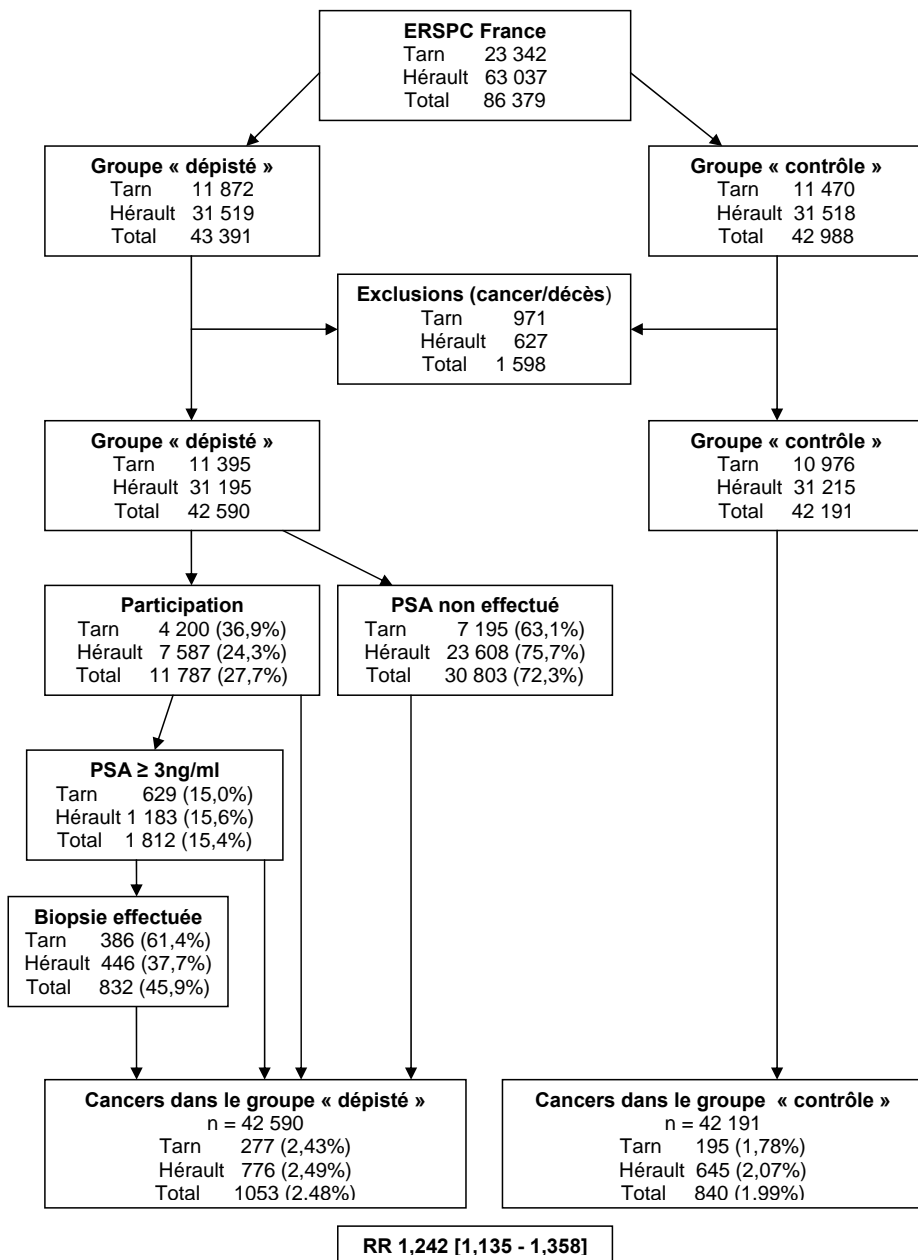 ERSPC France
Tarn 23 342
Hérault 63 037
Total 86 379
Groupe « dépisté »
Tarn 11 872
Hérault 31 519
Total 43 391
Groupe « contrôle »
Tarn 11 470
Hérault 31 518
Total 42 988
Exclusions (cancer/décès)
Tarn 971
Hérault 627
Total 1 598
Groupe « dépisté »
Tarn 11 395
Hérault 31 195
Total 42 590
Groupe « contrôle »
Tarn 10 976
Hérault 31 215
Total 42 191
Participation
Tarn 4 200 (36,9%)
Hérault 7 587 (24,3%)
Total 11 787 (27,7%)
PSA non effectué
Tarn 7 195 (63,1%)
Hérault 23 608 (75,7%)
Total 30 803 (72,3%)
PSA ≥ 3ng/ml
Tarn 629 (15,0%)
Hérault 1 183 (15,6%)
Total 1 812 (15,4%)
Biopsie effectuée
Tarn 386 (61,4%)
Hérault 446 (37,7%)
Total 832 (45,9%)
Cancers dans le groupe « dépisté »
n = 42 590
Tarn 277 (2,43%)
Hérault 776 (2,49%)
Total 1053 (2.48%)
Cancers dans le groupe « contrôle »
n = 42 191
Tarn 195 (1,78%)
Hérault 645 (2,07%)
Total 840 (1.99%)
RR 1,242 [1,135 - 1,358]